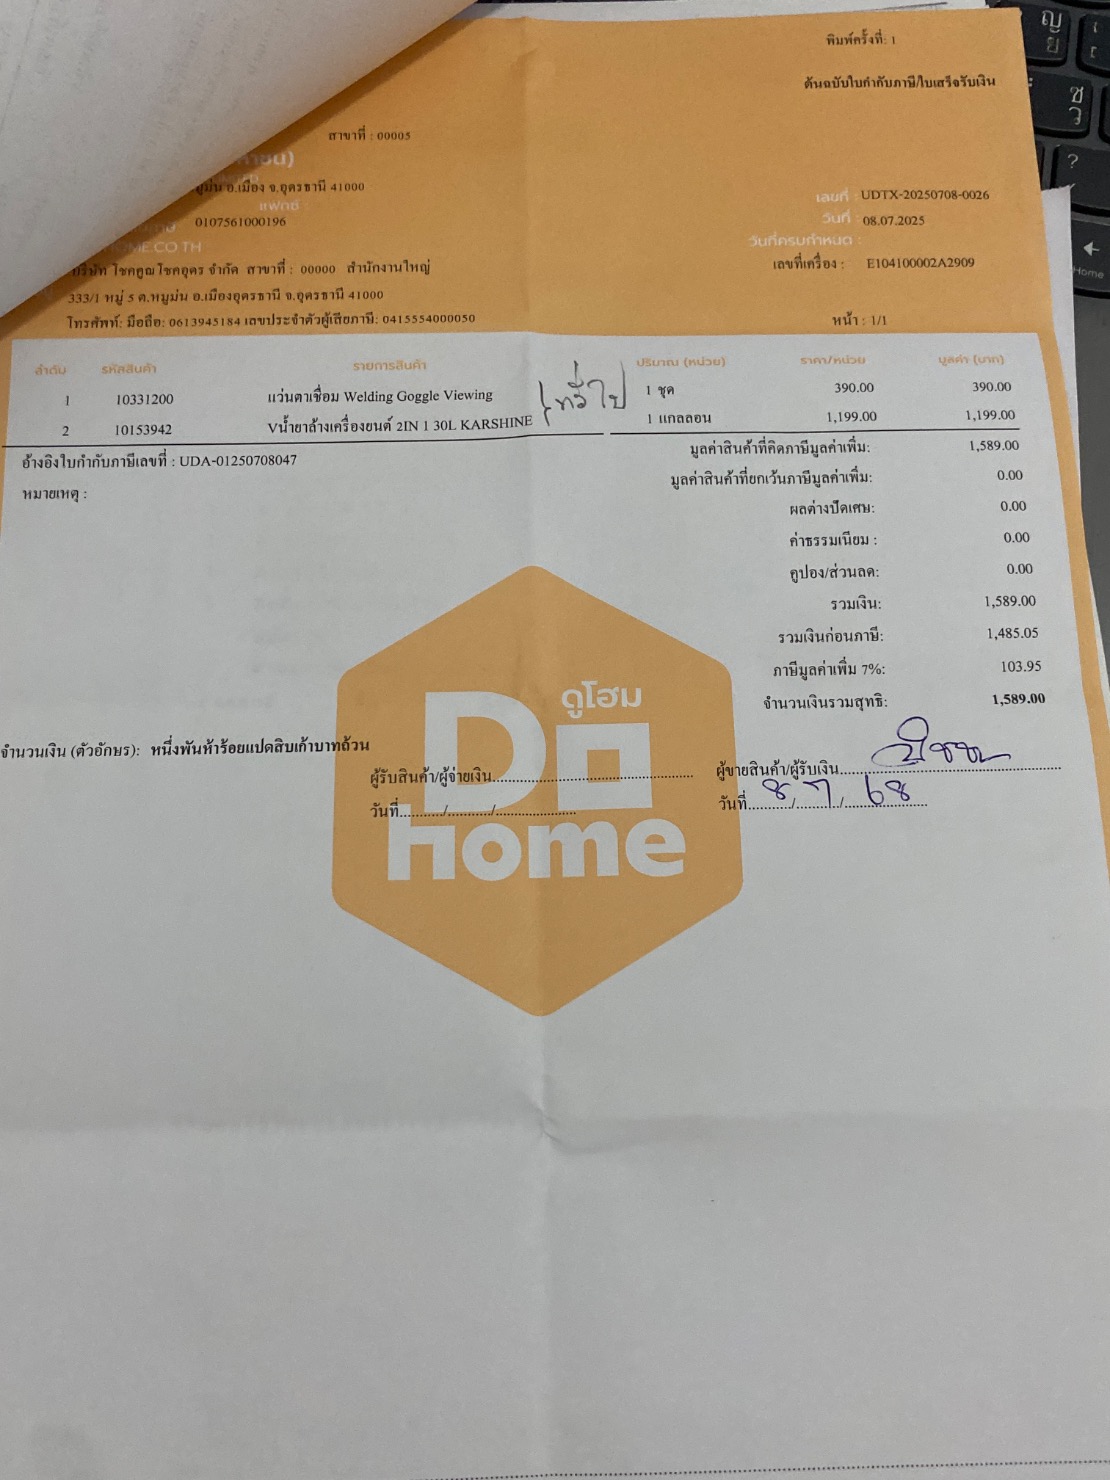 พิมพ์ครั้งที่: 1
ต้นฉบับใบกำกับภาษี/ใบเสร็จรับเงิน
สาขาที่ : 00005
อ.เมือง จ.อุดรธานี 41000
แฟกซ์ :
เลขที่ : UDTX-20250708-0026
0107561000196
วันที่ : 08.07.2025
HOME.CO.TH
วันที่ครบกำหนด :
บริษัท โชคคูณโชคอุดร จำกัด สาขาที่ : 00000 สำนักงานใหญ่
เลขที่เครื่อง : E104100002A2909
333/1 หมู่ 5 ต.หมูม่น อ.เมืองอุดรธานี จ.อุดรธานี 41000
โทรศัพท์: มือถือ: 0613945184 เลขประจำตัวผู้เสียภาษี: 0415554000050
หน้า : 1/1
ลำดับ รหัสสินค้า รายการสินค้า ปริมาณ (หน่วย) ราคา/หน่วย มูลค่า (บาท)
1 10331200 แว่นตาเชื่อม Welding Goggle Viewing 1 ชุด 390.00 390.00
ทั่วไป
2 10153942 Vน้ำยาล้างเครื่องยนต์ 2IN 1 30L KARSHINE 1 แกลลอน 1,199.00 1,199.00
อ้างอิงใบกำกับภาษีเลขที่ : UDA-01250708047
มูลค่าสินค้าที่คิดภาษีมูลค่าเพิ่ม: 1,589.00
หมายเหตุ :
มูลค่าสินค้าที่ยกเว้นภาษีมูลค่าเพิ่ม: 0.00
ผลต่างปัดเศษ: 0.00
ค่าธรรมเนียม : 0.00
คูปอง/ส่วนลด: 0.00
รวมเงิน: 1,589.00
รวมเงินก่อนภาษี: 1,485.05
ภาษีมูลค่าเพิ่ม 7%: 103.95
จำนวนเงินรวมสุทธิ: 1,589.00
ดูโฮม
Do
Home
จำนวนเงิน (ตัวอักษร): หนึ่งพันห้าร้อยแปดสิบเก้าบาทถ้วน
ผู้รับสินค้า/ผู้จ่ายเงิน
ผู้ขายสินค้า/ผู้รับเงิน
วันที่ / /
วันที่ 8 / 7 / 68